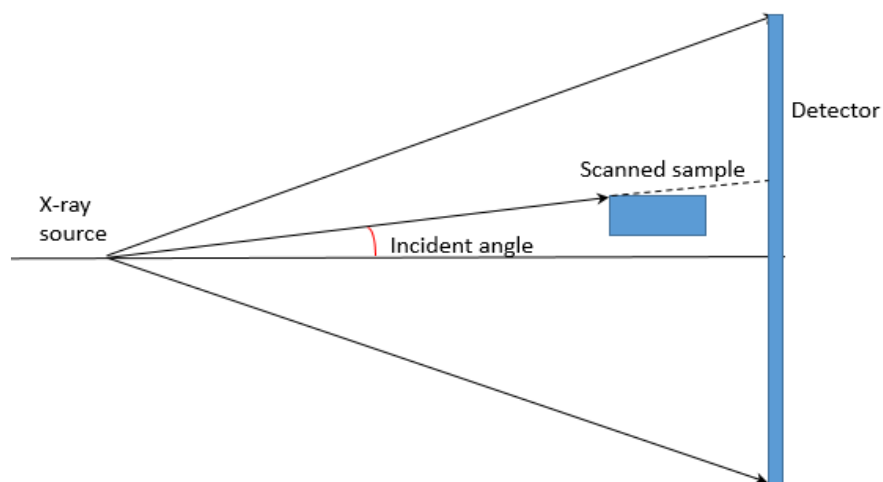 Detector
Scanned sample
X-ray
source
Incident angle